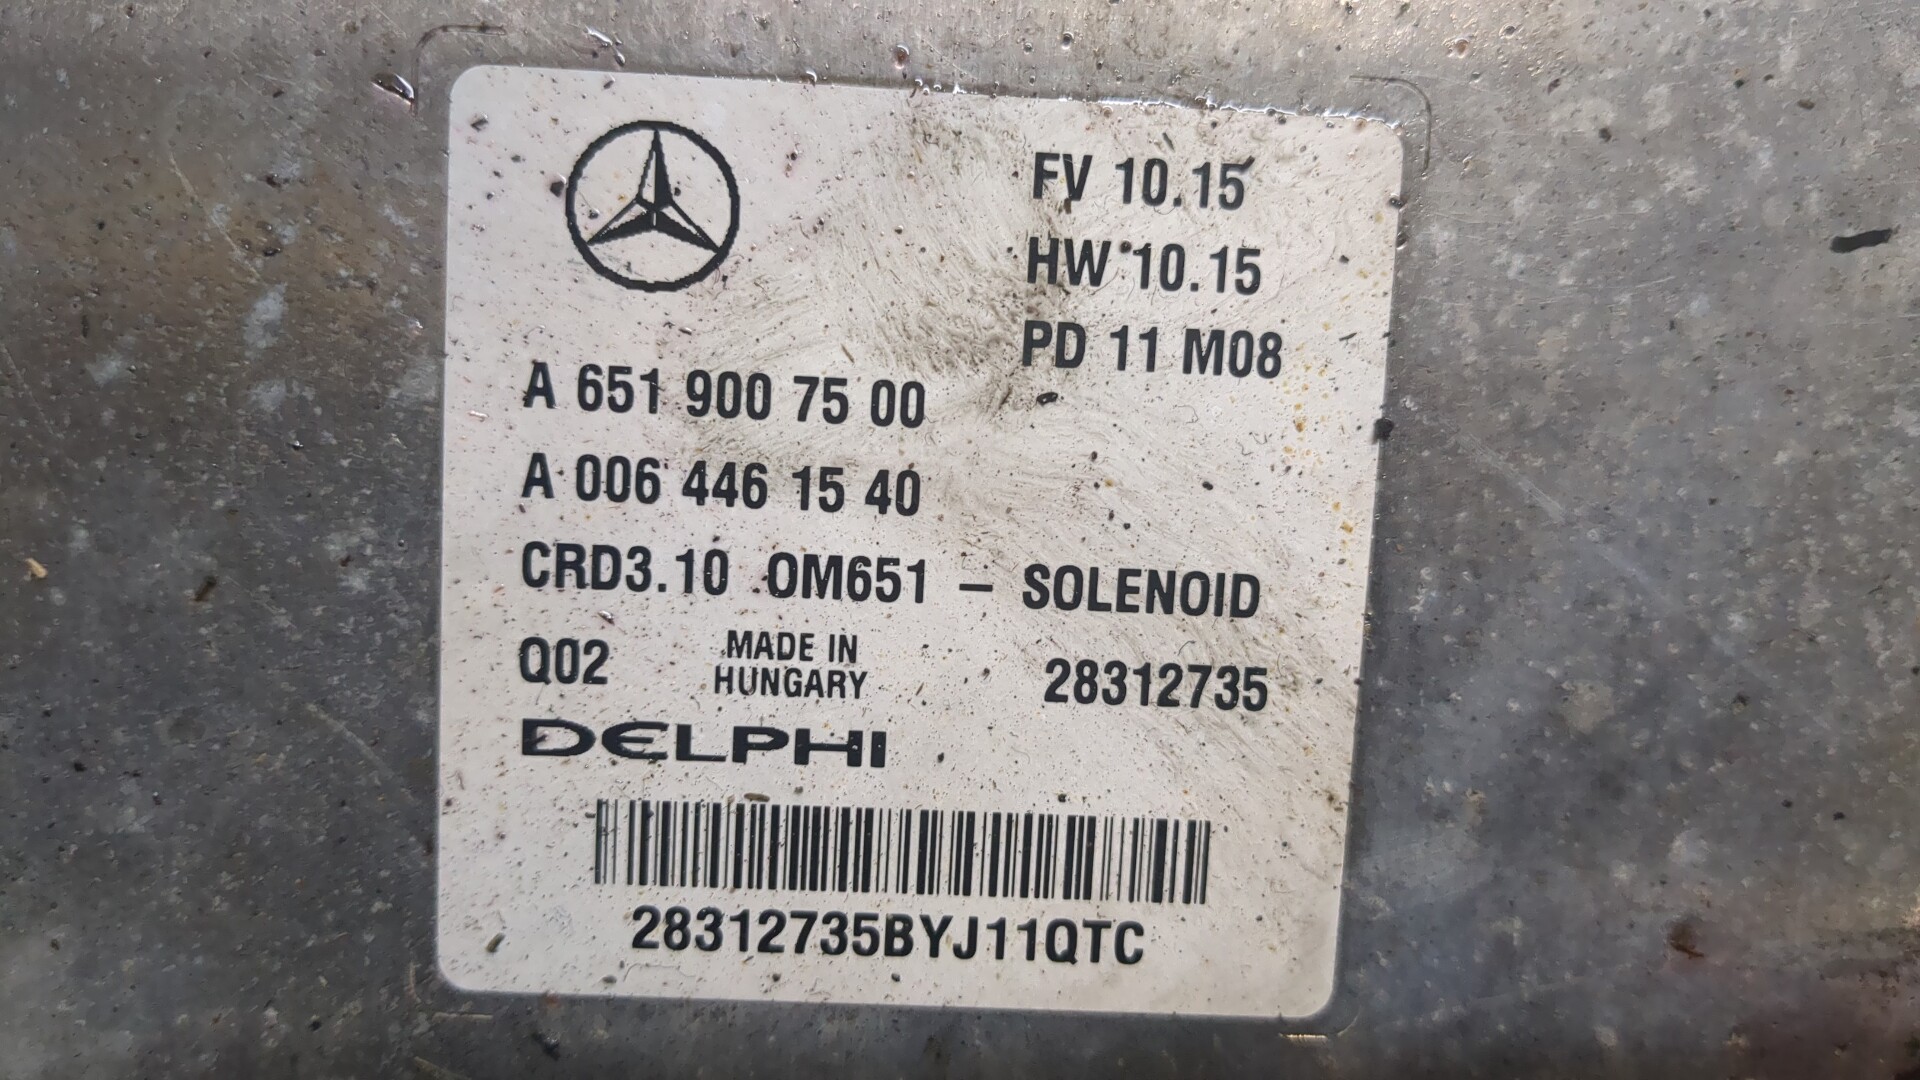 FV 10.15
HW 10.15
PD 11 M08
A 651 900 75 00
A 006 446 15 40
CRD3.10 OM651 – SOLENOID
Q02
MADE IN
HUNGARY
28312735
DELPHI
28312735BYJ11QTC